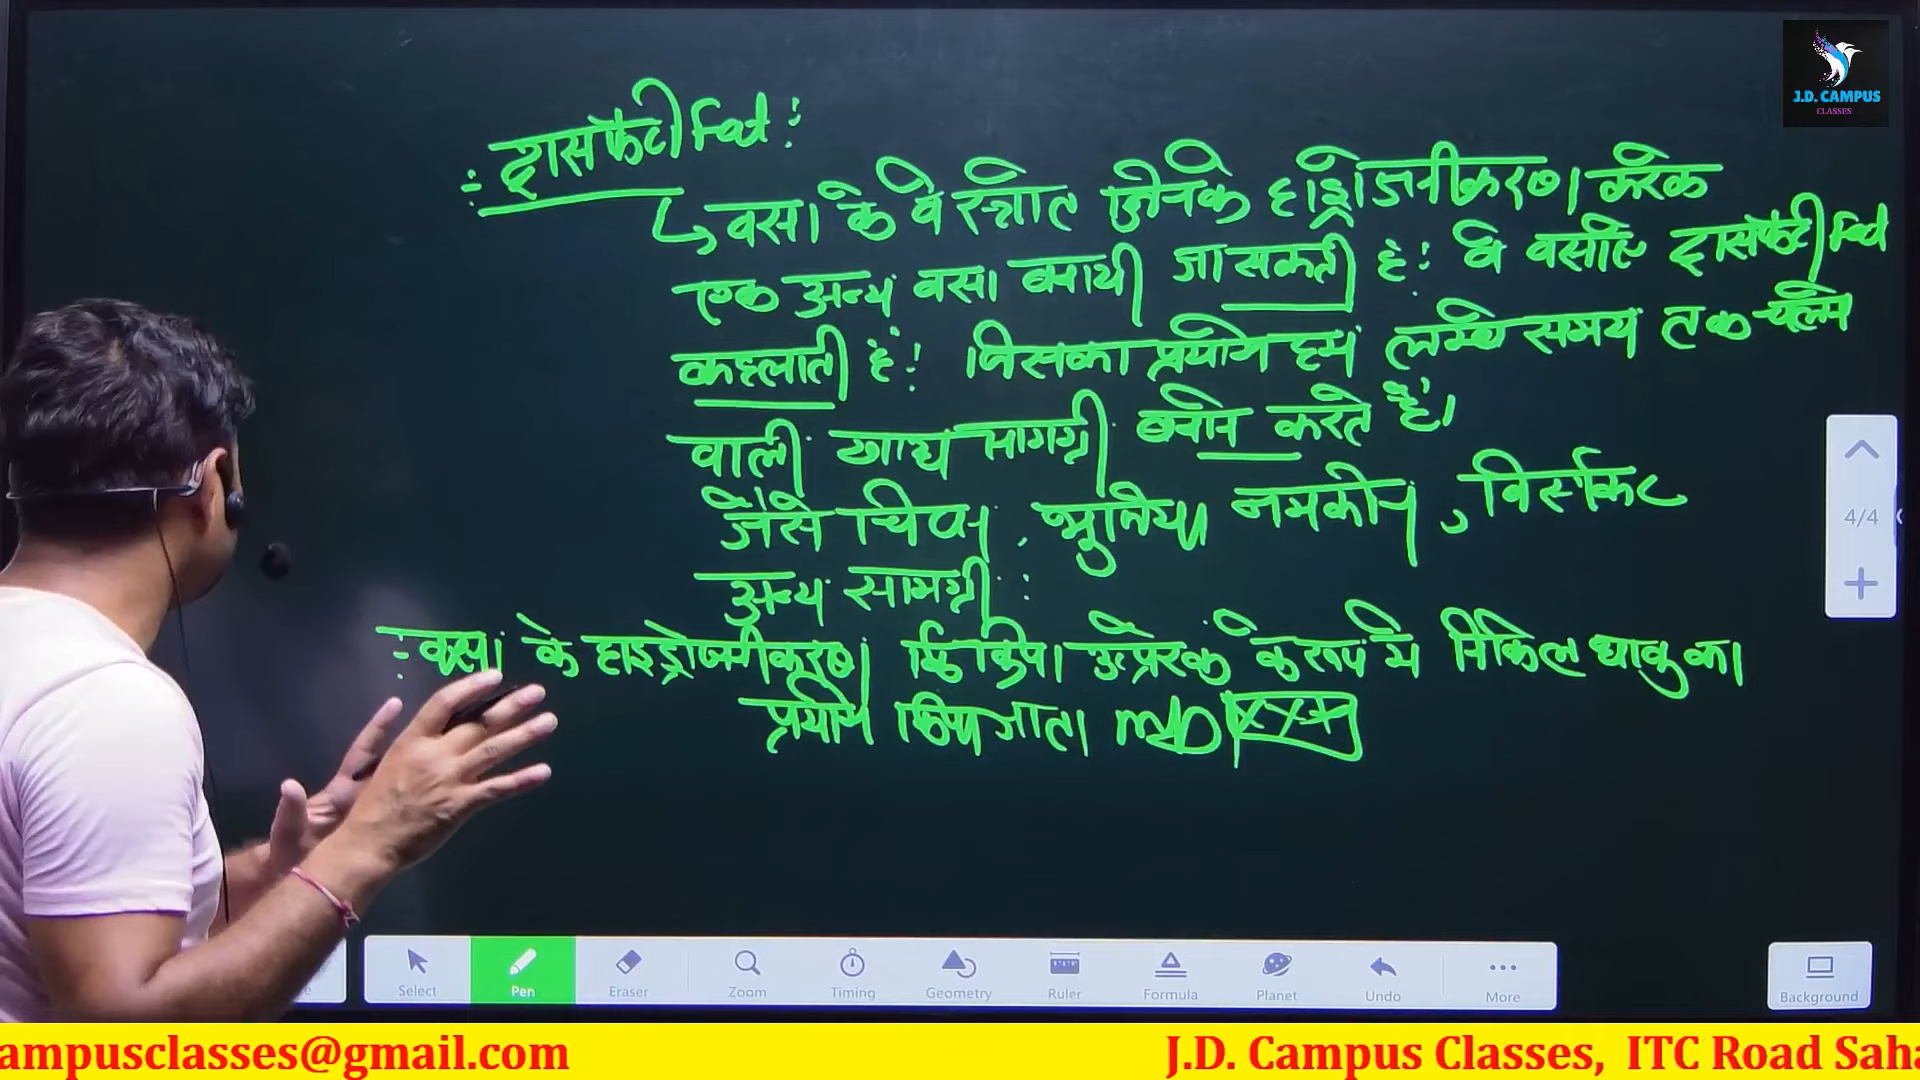 J.D. CAMPUS
CLASSES
ट्रासफैटी Fat :
वसा के वे स्त्रोत जिनके हाइड्रोजनीकरण करके
एक अन्य वसा बनायी जा सकती है! वे वसाएं ट्रासफैटी Fat
कहलाती है! जिसका प्रयोग हम लम्बे समय तक चलने
वाली खाद्य सामग्री बनाने करते हैं।
जैसे चिप्स, भुजिया नमकीन, बिस्किट
अन्य सामग्री :
वसा के हाइड्रोजनीकरण की क्रिया उत्प्रेरक के रूप मे निकिल धातु का
प्रयोग किया जाता
4/4
Select Pen Eraser Zoom Timing Geometry Ruler Formula Planet Undo More Background
ampusclasses@gmail.com J.D. Campus Classes, ITC Road Saha